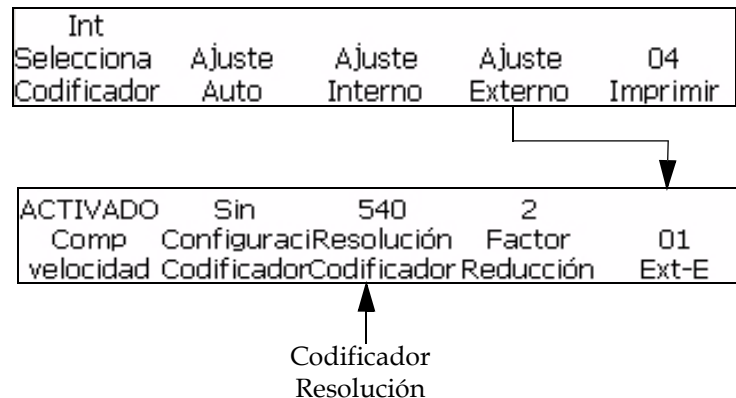 Int
Selecciona Ajuste Ajuste Ajuste 04
Codificador Auto Interno Externo Imprimir
ACTIVADO Sin 540 2
Comp ConfiguraciResolución Factor 01
velocidad CodificadorCodificador Reducción Ext-E
Codificador
Resolución